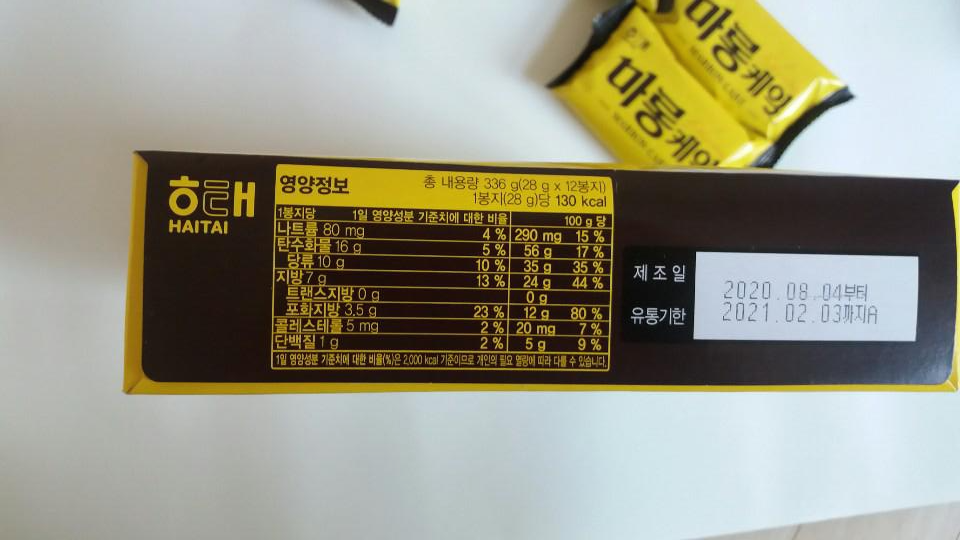 마롱케익
MARRON CAKE
마롱케익
MARRON CAKE
해태
HAITAI
영양정보
총 내용량 336 g(28 g x 12봉지)
1봉지(28 g)당 130 kcal
1봉지당 1일 영양성분 기준치에 대한 비율 100 g 당
나트륨 80 mg 4 % 290 mg 15 %
탄수화물 16 g 5 % 56 g 17 %
당류 10 g 10 % 35 g 35 %
지방 7 g 13 % 24 g 44 %
트랜스지방 0 g 0 g
포화지방 3.5 g 23 % 12 g 80 %
콜레스테롤 5 mg 2 % 20 mg 7 %
단백질 1 g 2 % 5 g 9 %
1일 영양성분 기준치에 대한 비율(%)은 2,000 kcal 기준이므로 개인의 필요 열량에 따라 다를 수 있습니다.
제조일 2020.08.04부터
유통기한 2021.02.03까지A